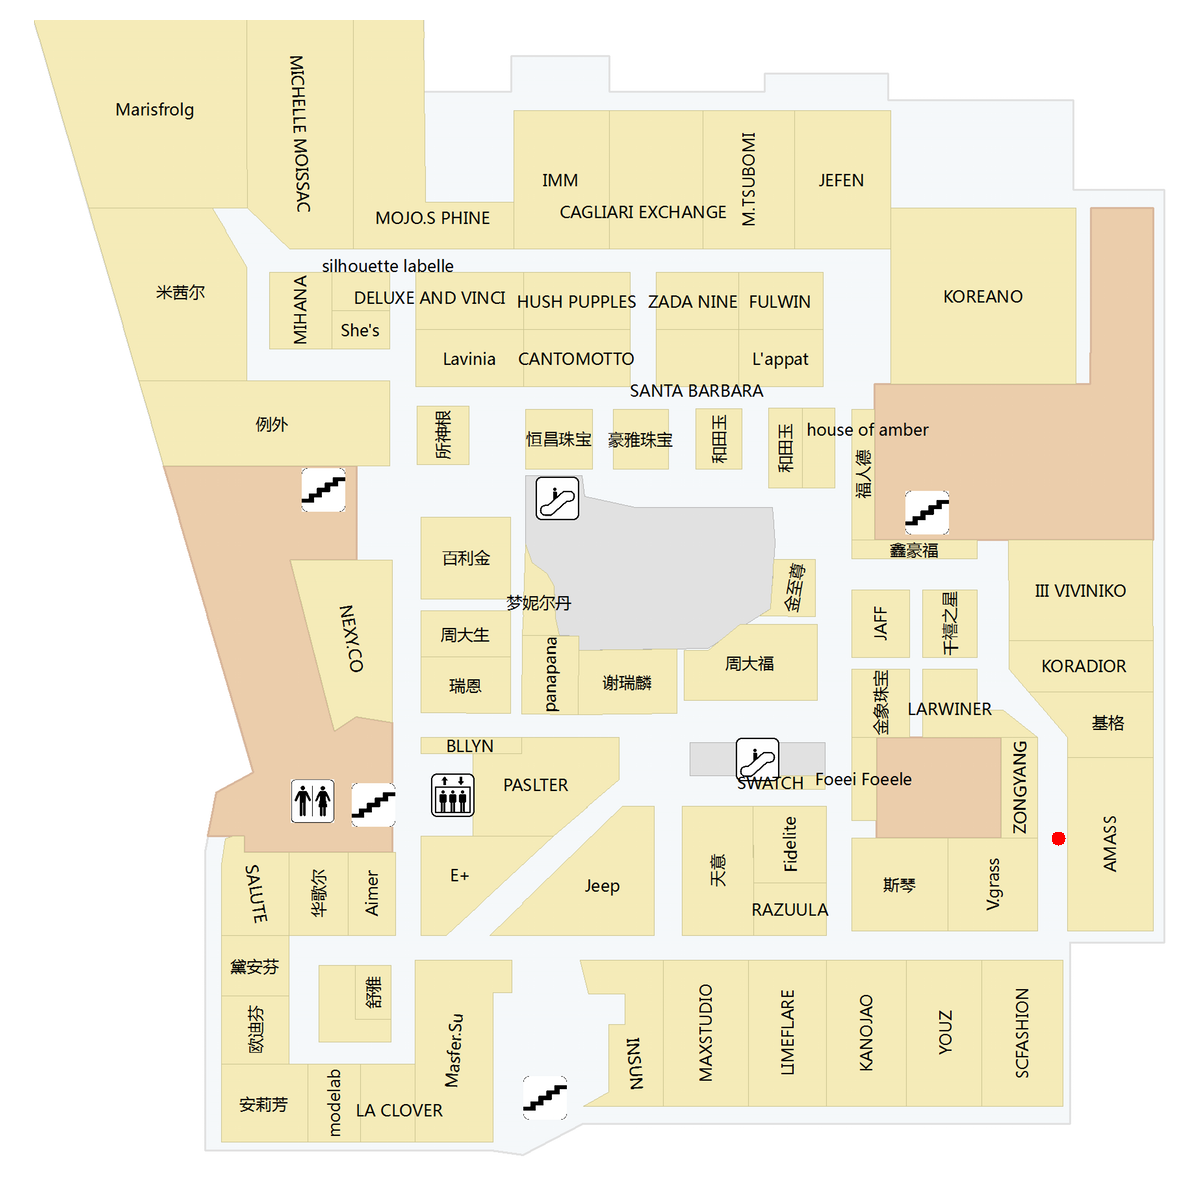 Marisfrolg
MICHELLE MOISSAC
MOJO.S PHINE
IMM
CAGLIARI EXCHANGE
M.TSUBOMI
JEFEN
米茜尔
silhouette labelle
MIHANA
DELUXE AND VINCI
She's
HUSH PUPPLES
ZADA NINE
FULWIN
KOREANO
Lavinia
CANTOMOTTO
L'appat
SANTA BARBARA
例外
所神根
恒昌珠宝
豪雅珠宝
和田玉
和田玉
house of amber
福人德
鑫豪福
百利金
梦妮尔丹
金至尊
JAFF
千禧之星
III VIVINIKO
NEXY.CO
周大生
瑞恩
panapana
谢瑞麟
周大福
金象珠宝
LARWINER
KORADIOR
基格
BLLYN
PASLTER
SWATCH
Foeei Foeele
ZONGYANG
AMASS
SALUTE
华歌尔
Aimer
E+
Jeep
天意
Fidelite
RAZUULA
斯琴
V.grass
黛安芬
欧迪芬
舒雅
Masfer.Su
INSUN
MAXSTUDIO
LIMEFLARE
KANOJAO
YOUZ
SCFASHION
安莉芳
modelab
LA CLOVER